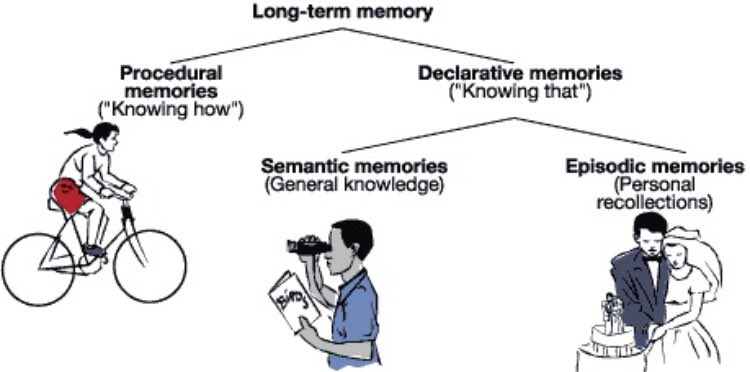 Long-term memory
Procedural
memories
("Knowing how")
Declarative memories
("Knowing that")
Semantic memories
(General knowledge)
Episodic memories
(Personal
recollections)
BIRDS